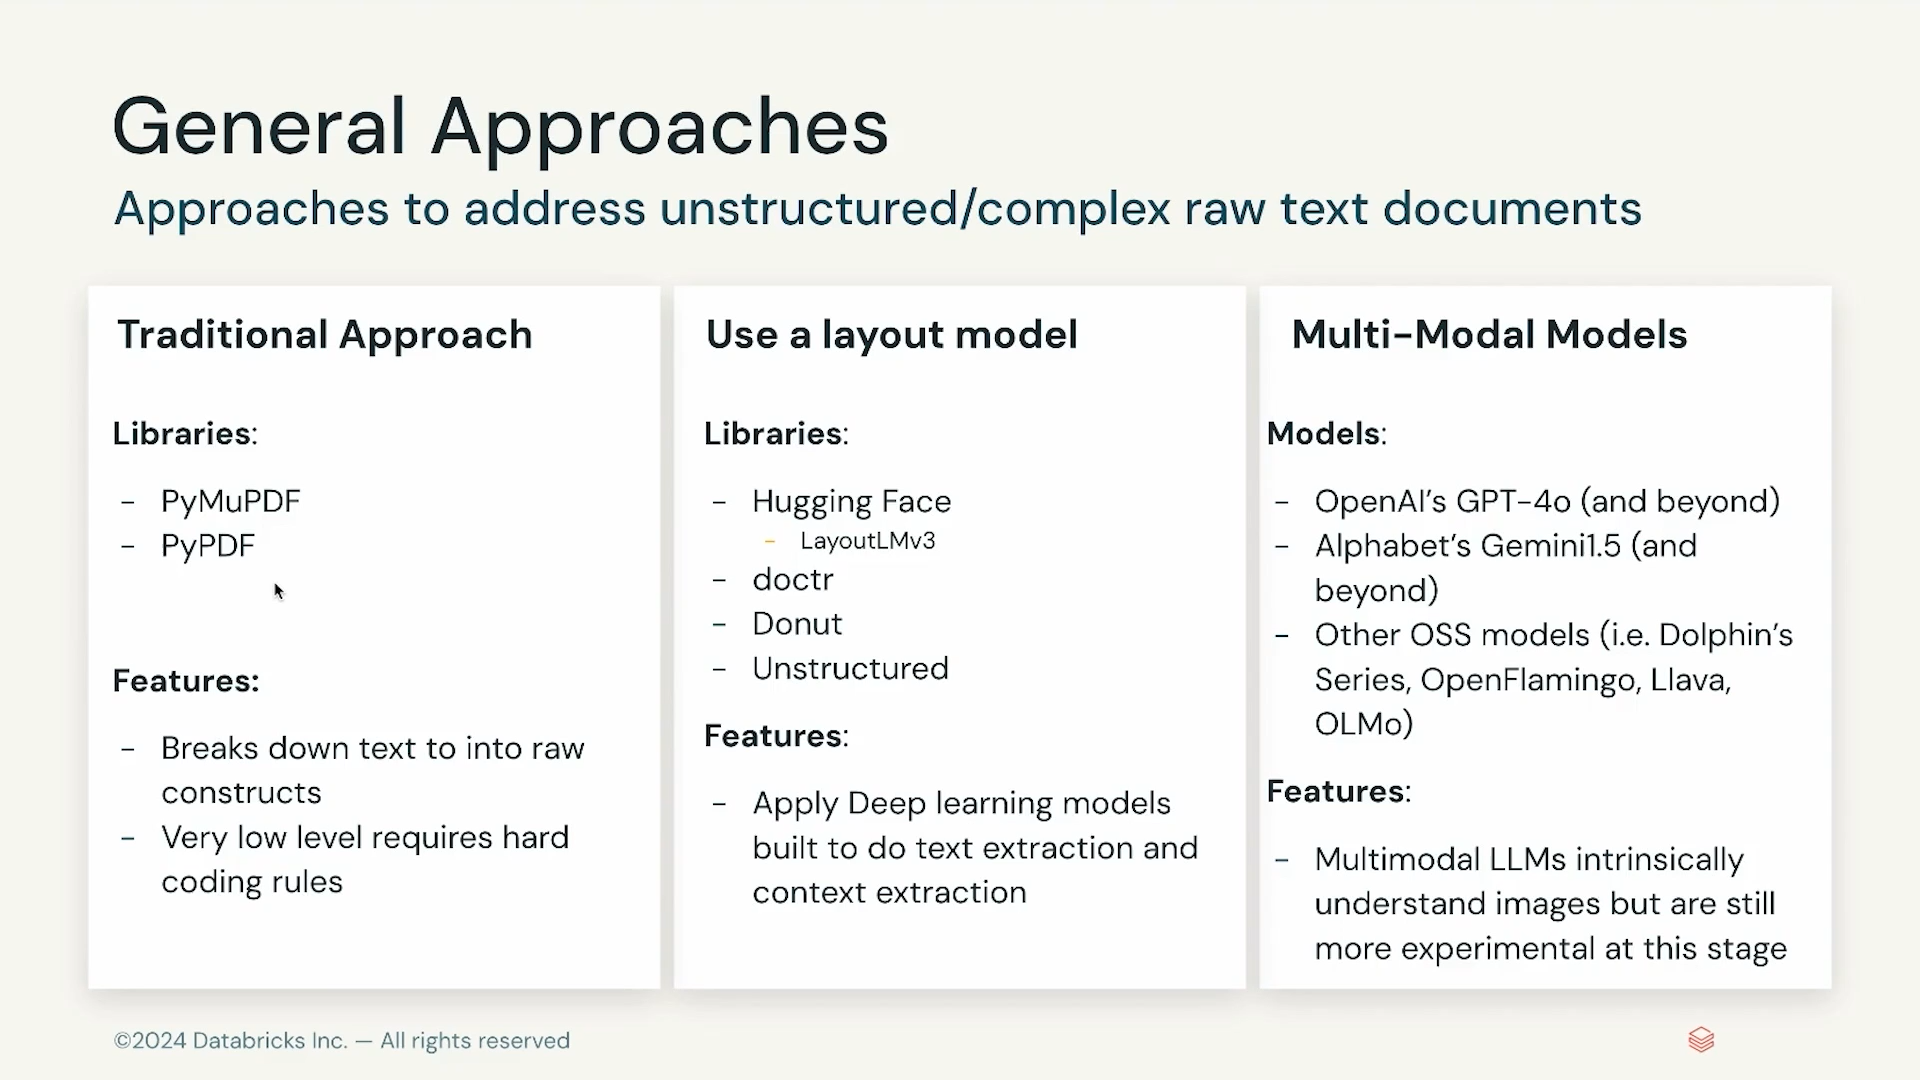 General Approaches
Approaches to address unstructured/complex raw text documents
Traditional Approach
Libraries:
- PyMuPDF
- PyPDF
Features:
- Breaks down text to into raw
constructs
- Very low level requires hard
coding rules
Use a layout model
Libraries:
- Hugging Face
- LayoutLMv3
- doctr
- Donut
- Unstructured
Features:
- Apply Deep learning models
built to do text extraction and
context extraction
Multi-Modal Models
Models:
- OpenAI’s GPT-4o (and beyond)
- Alphabet’s Gemini1.5 (and
beyond)
- Other OSS models (i.e. Dolphin’s
Series, OpenFlamingo, Llava,
OLMo)
Features:
- Multimodal LLMs intrinsically
understand images but are still
more experimental at this stage
©2024 Databricks Inc. — All rights reserved